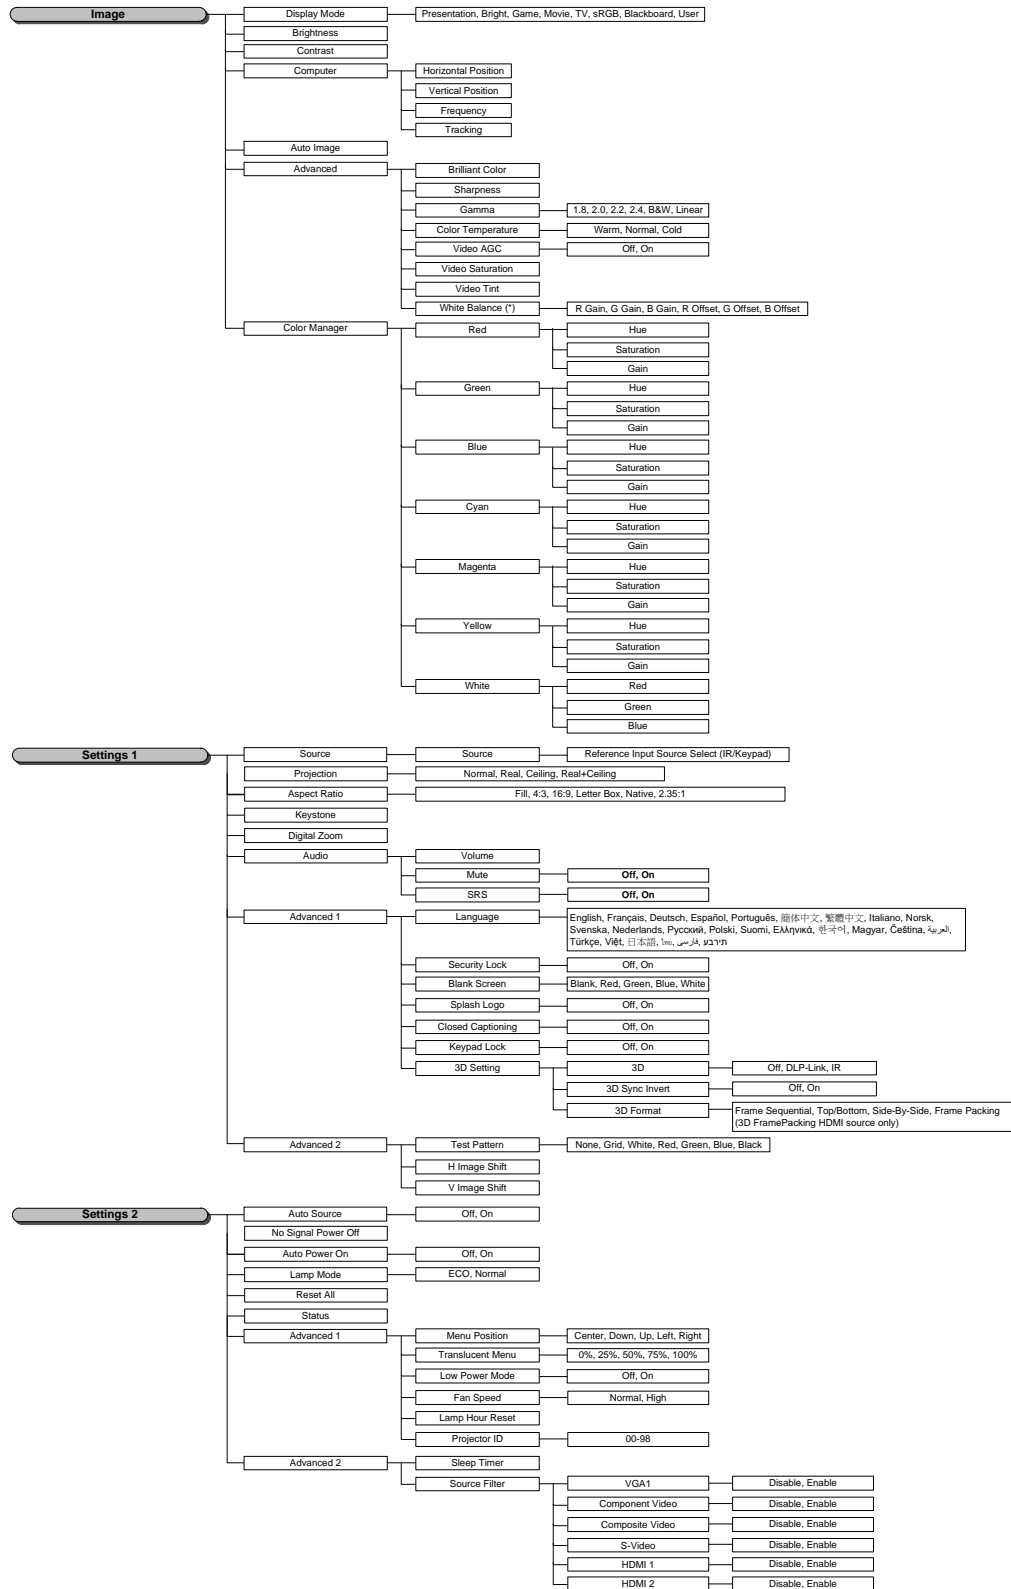 Image
Display Mode
Presentation, Bright, Game, Movie, TV, sRGB, Blackboard, User
Brightness
Contrast
Computer
Horizontal Position
Vertical Position
Frequency
Tracking
Auto Image
Advanced
Brilliant Color
Sharpness
Gamma
1.8, 2.0, 2.2, 2.4, B&W, Linear
Color Temperature
Warm, Normal, Cold
Video AGC
Off, On
Video Saturation
Video Tint
White Balance (*)
R Gain, G Gain, B Gain, R Offset, G Offset, B Offset
Color Manager
Red
Hue
Saturation
Gain
Green
Hue
Saturation
Gain
Blue
Hue
Saturation
Gain
Cyan
Hue
Saturation
Gain
Magenta
Hue
Saturation
Gain
Yellow
Hue
Saturation
Gain
White
Red
Green
Blue
Settings 1
Source
Source
Reference Input Source Select (IR/Keypad)
Projection
Normal, Real, Ceiling, Real+Ceiling
Aspect Ratio
Fill, 4:3, 16:9, Letter Box, Native, 2.35:1
Keystone
Digital Zoom
Audio
Volume
Mute
Off, On
SRS
Off, On
Advanced 1
Language
English, Français, Deutsch, Español, Português, 簡体中文, 繁體中文, Italiano, Norsk,
Svenska, Nederlands, Русский, Polski, Suomi, Ελληνικά, 한국어, Magyar, Čeština, العربية,
Türkçe, Việt, 日本語, ไทย, فارسی, תירבע
Security Lock
Off, On
Blank Screen
Blank, Red, Green, Blue, White
Splash Logo
Off, On
Closed Captioning
Off, On
Keypad Lock
Off, On
3D Setting
3D
Off, DLP-Link, IR
3D Sync Invert
Off, On
3D Format
Frame Sequential, Top/Bottom, Side-By-Side, Frame Packing
(3D FramePacking HDMI source only)
Advanced 2
Test Pattern
None, Grid, White, Red, Green, Blue, Black
H Image Shift
V Image Shift
Settings 2
Auto Source
Off, On
No Signal Power Off
Auto Power On
Off, On
Lamp Mode
ECO, Normal
Reset All
Status
Advanced 1
Menu Position
Center, Down, Up, Left, Right
Translucent Menu
0%, 25%, 50%, 75%, 100%
Low Power Mode
Off, On
Fan Speed
Normal, High
Lamp Hour Reset
Projector ID
00-98
Advanced 2
Sleep Timer
Source Filter
VGA1
Disable, Enable
Component Video
Disable, Enable
Composite Video
Disable, Enable
S-Video
Disable, Enable
HDMI 1
Disable, Enable
HDMI 2
Disable, Enable